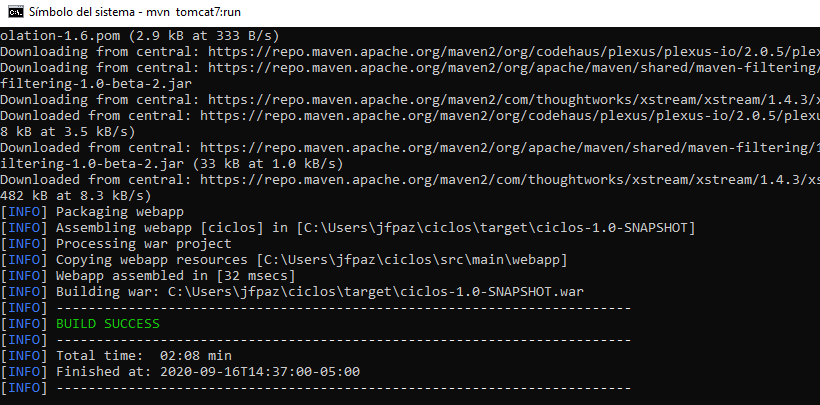 Símbolo del sistema - mvn tomcat7:run
olation-1.6.pom (2.9 kB at 333 B/s)
Downloading from central: https://repo.maven.apache.org/maven2/org/codehaus/plexus/plexus-io/2.0.5/plex
Downloading from central: https://repo.maven.apache.org/maven2/org/apache/maven/shared/maven-filtering/
filtering-1.0-beta-2.jar
Downloading from central: https://repo.maven.apache.org/maven2/com/thoughtworks/xstream/xstream/1.4.3/x
Downloaded from central: https://repo.maven.apache.org/maven2/org/codehaus/plexus/plexus-io/2.0.5/plexu
8 kB at 3.5 kB/s)
Downloaded from central: https://repo.maven.apache.org/maven2/org/apache/maven/shared/maven-filtering/1
iltering-1.0-beta-2.jar (33 kB at 1.0 kB/s)
Downloaded from central: https://repo.maven.apache.org/maven2/com/thoughtworks/xstream/xstream/1.4.3/xs
482 kB at 8.3 kB/s)
[INFO] Packaging webapp
[INFO] Assembling webapp [ciclos] in [C:\Users\jfpaz\ciclos\target\ciclos-1.0-SNAPSHOT]
[INFO] Processing war project
[INFO] Copying webapp resources [C:\Users\jfpaz\ciclos\src\main\webapp]
[INFO] Webapp assembled in [32 msecs]
[INFO] Building war: C:\Users\jfpaz\ciclos\target\ciclos-1.0-SNAPSHOT.war
[INFO] ------------------------------------------------------------------------
[INFO] BUILD SUCCESS
[INFO] ------------------------------------------------------------------------
[INFO] Total time:  02:08 min
[INFO] Finished at: 2020-09-16T14:37:00-05:00
[INFO] ------------------------------------------------------------------------